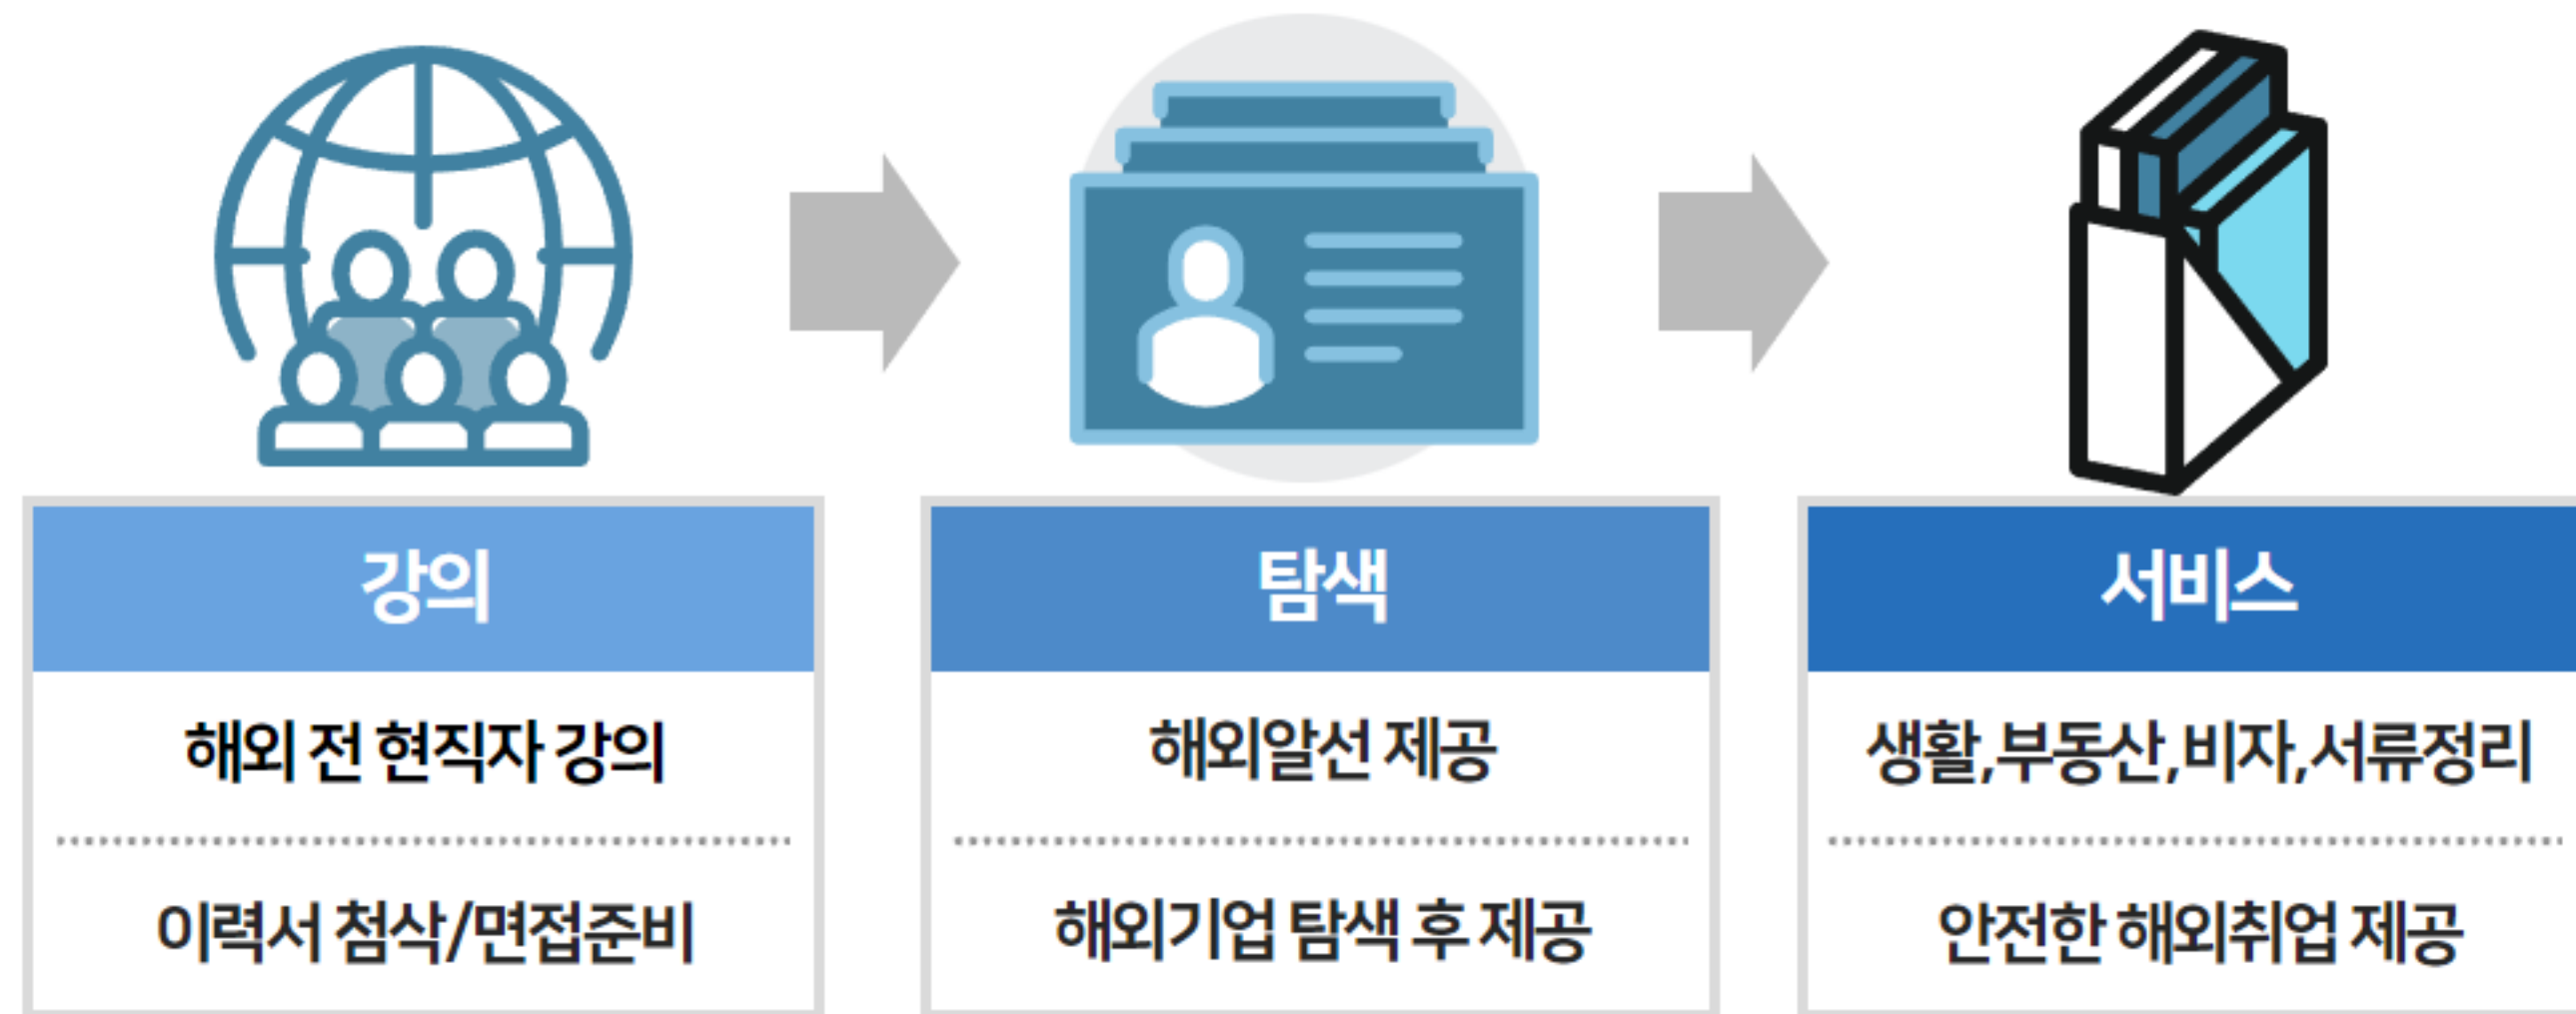 강의
해외 전 현직자 강의
이력서 첨삭/면접준비
탐색
해외알선 제공
해외기업 탐색 후 제공
서비스
생활,부동산,비자,서류정리
안전한 해외취업 제공